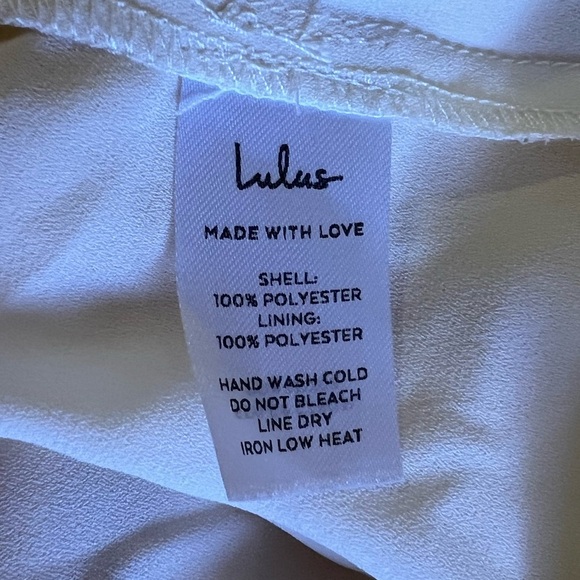 Lulus
MADE WITH LOVE
SHELL:
100% POLYESTER
LINING:
100% POLYESTER
HAND WASH COLD
DO NOT BLEACH
LINE DRY
IRON LOW HEAT